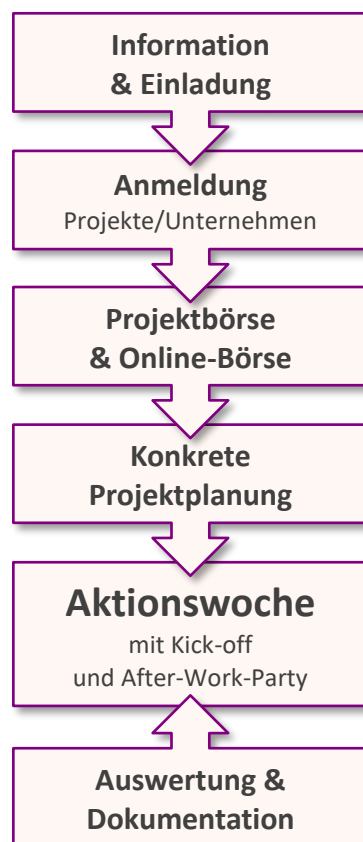 Information
& Einladung
Anmeldung
Projekte/Unternehmen
Projektbörse
& Online-Börse
Konkrete
Projektplanung
Aktionswoche
mit Kick-off
und After-Work-Party
Auswertung &
Dokumentation